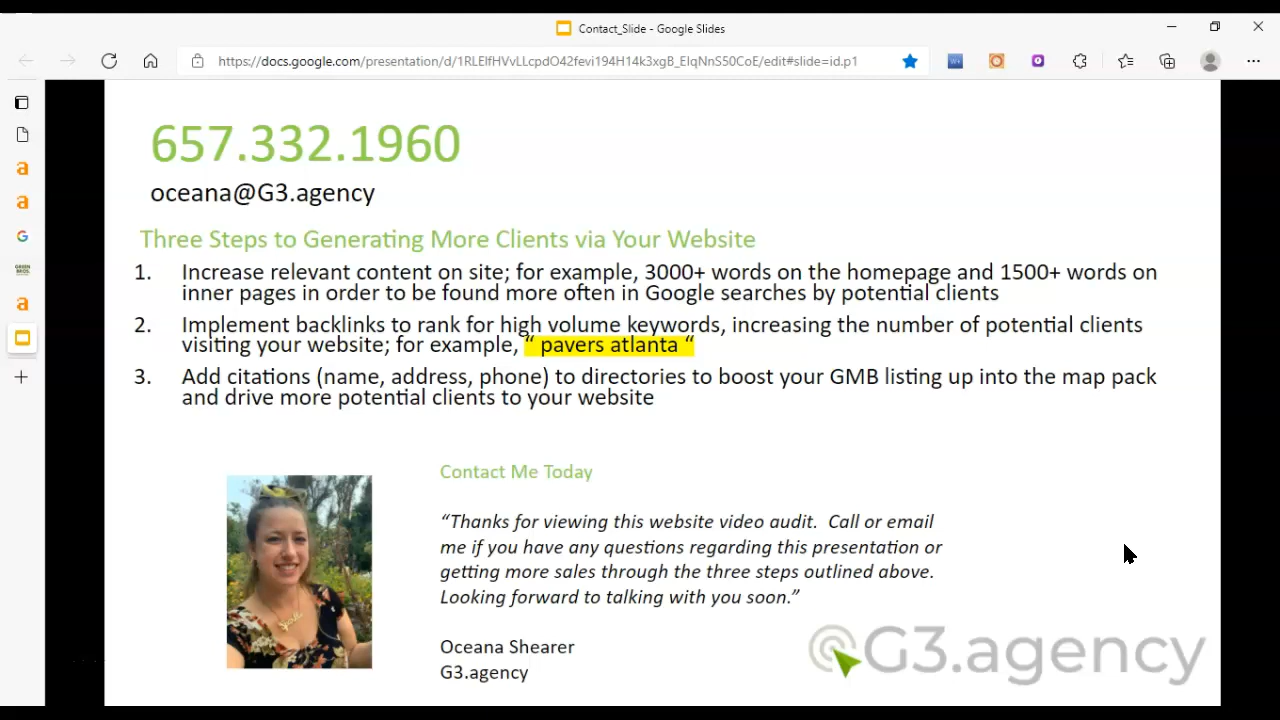 Contact_Slide - Google Slides
https://docs.google.com/presentation/d/1RLElfHVvLLcpdO42fevi194H14k3xgB_EIqNnS50CoE/edit#slide=id.p1
657.332.1960
oceana@G3.agency
Three Steps to Generating More Clients via Your Website
1. Increase relevant content on site; for example, 3000+ words on the homepage and 1500+ words on
inner pages in order to be found more often in Google searches by potential clients
2. Implement backlinks to rank for high volume keywords, increasing the number of potential clients
visiting your website; for example, “ pavers atlanta “
3. Add citations (name, address, phone) to directories to boost your GMB listing up into the map pack
and drive more potential clients to your website
Contact Me Today
“Thanks for viewing this website video audit. Call or email
me if you have any questions regarding this presentation or
getting more sales through the three steps outlined above.
Looking forward to talking with you soon.”
Oceana Shearer
G3.agency
G3.agency